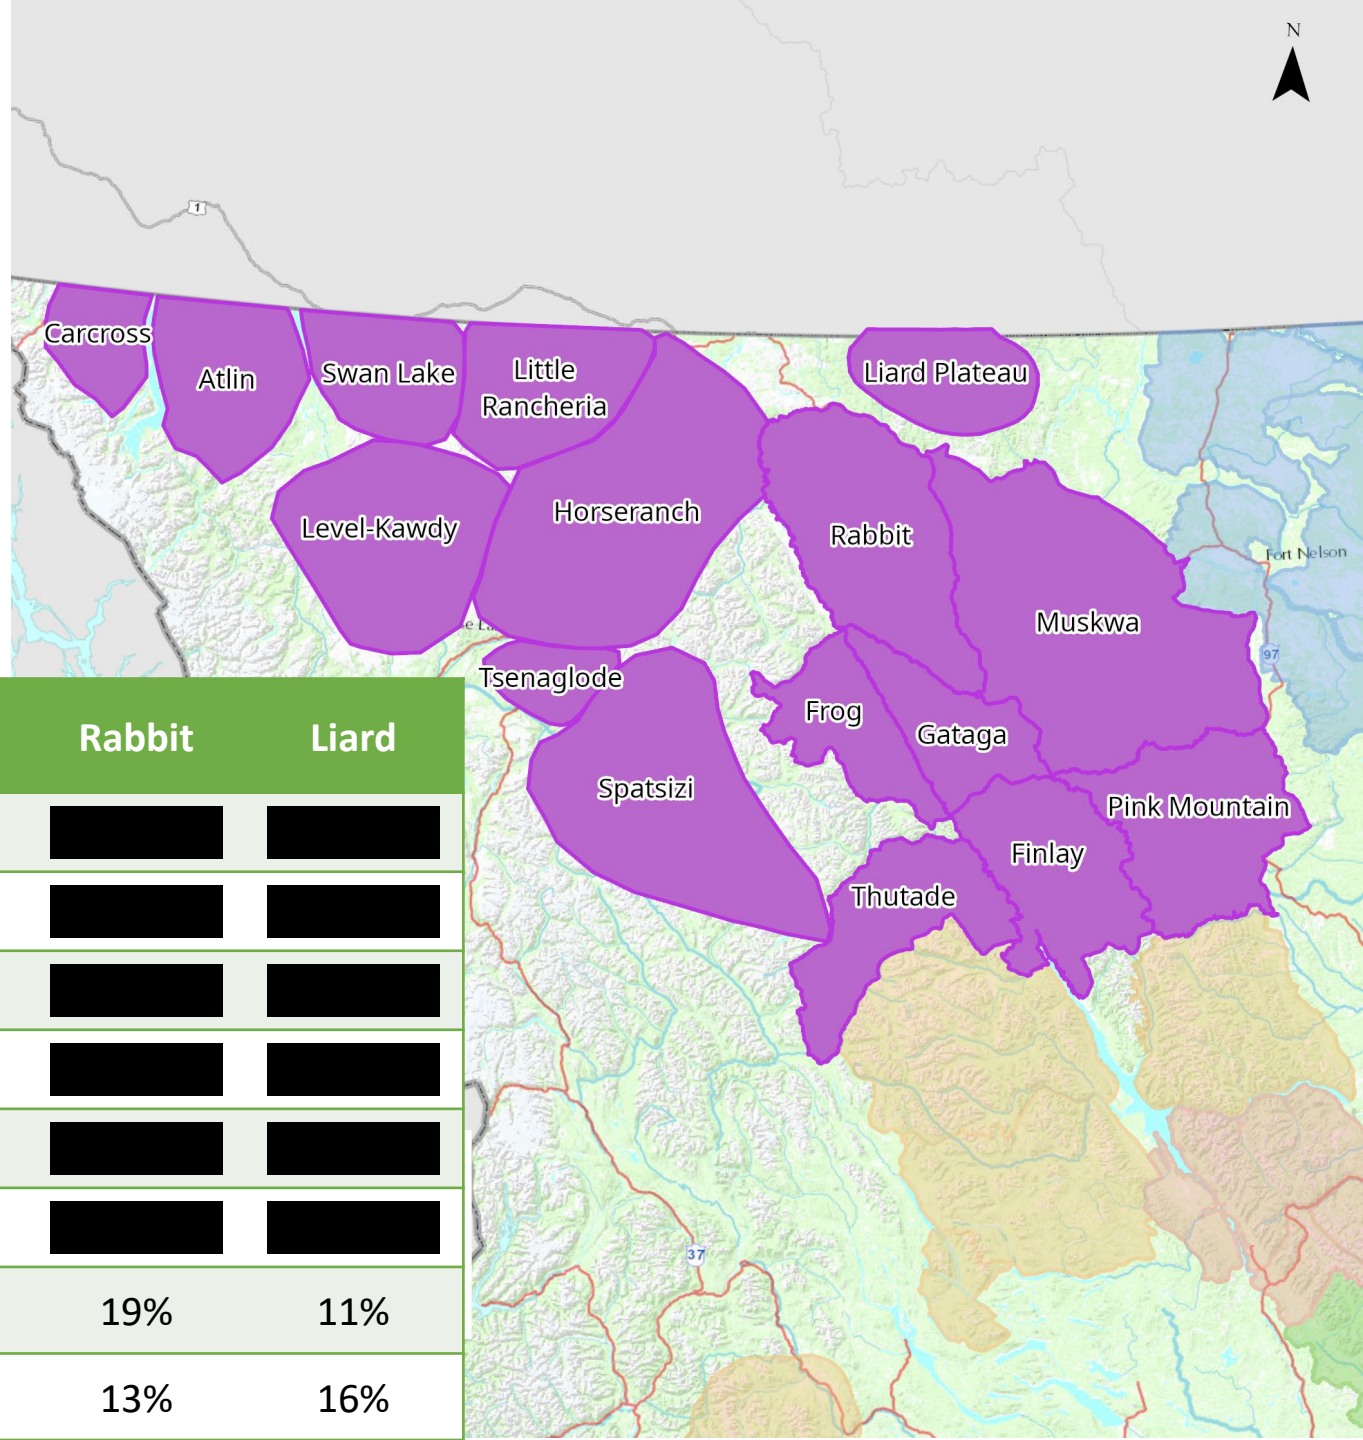 N
1
Carcross
Atlin
Swan Lake
Little
Rancheria
Liard Plateau
Level-Kawdy
Horseranch
Rabbit
Fort Nelson
Muskwa
97
Tsenaglode
Frog
Gataga
Spatsizi
Pink Mountain
Finlay
Thutade
37
Rabbit Liard
19% 11%
13% 16%